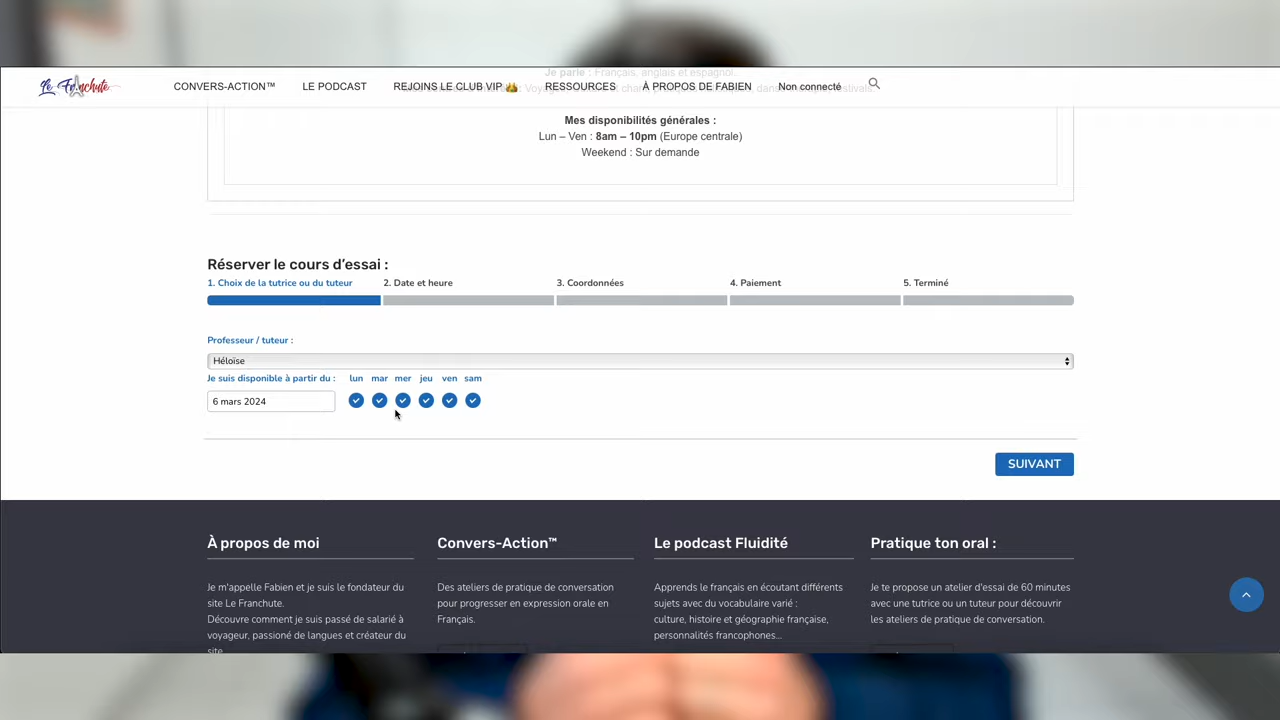 Je parle : Français, anglais et espagnol.
Le Franchute
CONVERS-ACTION™
LE PODCAST
REJOINS LE CLUB VIP 👑
RESSOURCES
À PROPOS DE FABIEN
Non connecté
Mes disponibilités générales :
Lun – Ven : 8am – 10pm (Europe centrale)
Weekend : Sur demande
Réserver le cours d’essai :
1. Choix de la tutrice ou du tuteur
2. Date et heure
3. Coordonnées
4. Paiement
5. Terminé
Professeur / tuteur :
Héloïse
Je suis disponible à partir du :
lun mar mer jeu ven sam
6 mars 2024
SUIVANT
À propos de moi
Je m'appelle Fabien et je suis le fondateur du
site Le Franchute.
Découvre comment je suis passé de salarié à
voyageur, passionné de langues et créateur du
site.
Convers-Action™
Des ateliers de pratique de conversation
pour progresser en expression orale en
Français.
Le podcast Fluidité
Apprends le français en écoutant différents
sujets avec du vocabulaire varié :
culture, histoire et géographie française,
personnalités francophones...
Pratique ton oral :
Je te propose un atelier d'essai de 60 minutes
avec une tutrice ou un tuteur pour découvrir
les ateliers de pratique de conversation.